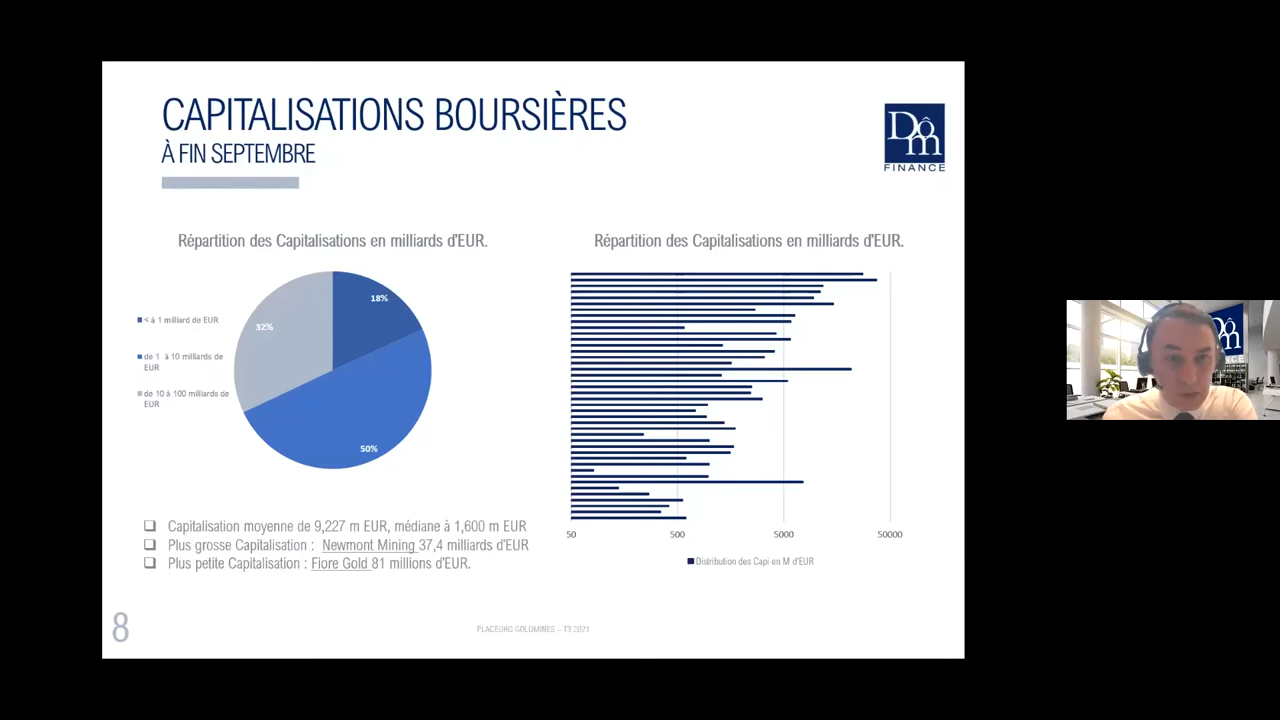 CAPITALISATIONS BOURSIÈRES
À FIN SEPTEMBRE
Dôm
FINANCE
Répartition des Capitalisations en milliards d'EUR.
18%
32%
50%
< à 1 milliard de EUR
de 1 à 10 milliards de
EUR
de 10 à 100 milliards de
EUR
Répartition des Capitalisations en milliards d'EUR.
50 500 5000 50000
Distribution des Capi en M d'EUR
❑ Capitalisation moyenne de 9,227 m EUR, médiane à 1,600 m EUR
❑ Plus grosse Capitalisation : Newmont Mining 37,4 milliards d'EUR
❑ Plus petite Capitalisation : Fiore Gold 81 millions d'EUR.
8
PLACEURO GOLDMINES – T3 2021
Dôm
FINANCE